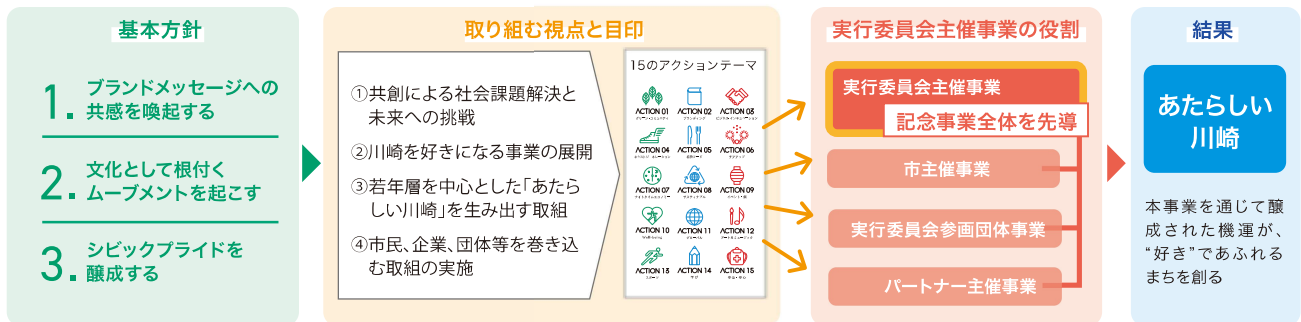 基本方針
1.
ブランドメッセージへの
共感を喚起する
2.
文化として根付く
ムーブメントを起こす
3.
シビックプライドを
醸成する
取り組む視点と目印
①共創による社会課題解決と
未来への挑戦
②川崎を好きになる事業の展開
③若年層を中心とした「あたら
しい川崎」を生み出す取組
④市民、企業、団体等を巻き込
む取組の実施
15のアクションテーマ
ACTION 01 ACTION 02 ACTION 03
ACTION 04 ACTION 05 ACTION 06
ACTION 07 ACTION 08 ACTION 09
ACTION 10 ACTION 11 ACTION 12
ACTION 13 ACTION 14 ACTION 15
実行委員会主催事業の役割
実行委員会主催事業
記念事業全体を先導
市主催事業
実行委員会参画団体事業
パートナー主催事業
結果
あたらしい
川崎
本事業を通じて醸
成された機運が、
“好き”であふれる
まちを創る